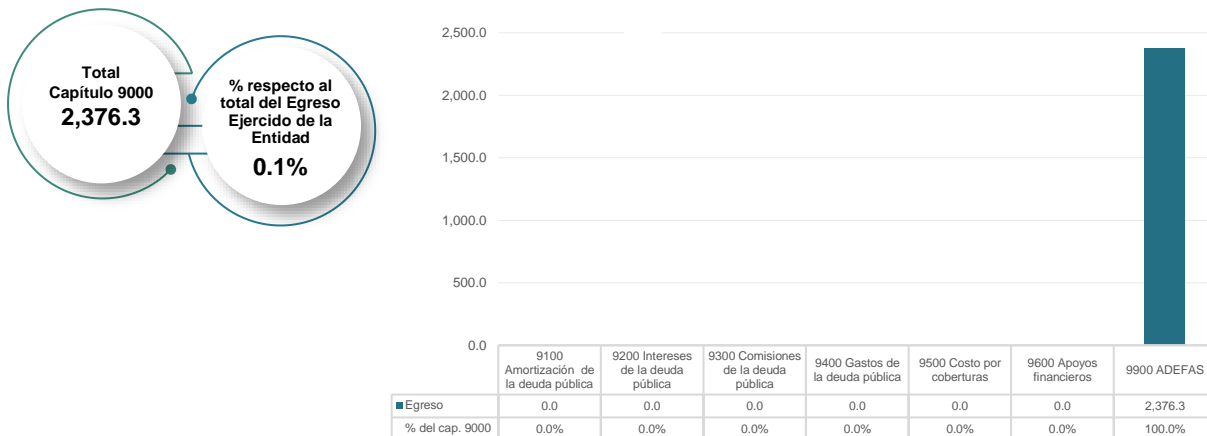 Total
Capítulo 9000
2,376.3
% respecto al
total del Egreso
Ejercido de la
Entidad
0.1%
2,500.0
2,000.0
1,500.0
1,000.0
500.0
0.0
9100
Amortización de
la deuda pública
9200 Intereses
de la deuda
pública
9300 Comisiones
de la deuda
pública
9400 Gastos de
la deuda pública
9500 Costo por
coberturas
9600 Apoyos
financieros
9900 ADEFAS
Egreso 0.0 0.0 0.0 0.0 0.0 0.0 2,376.3
% del cap. 9000 0.0% 0.0% 0.0% 0.0% 0.0% 0.0% 100.0%